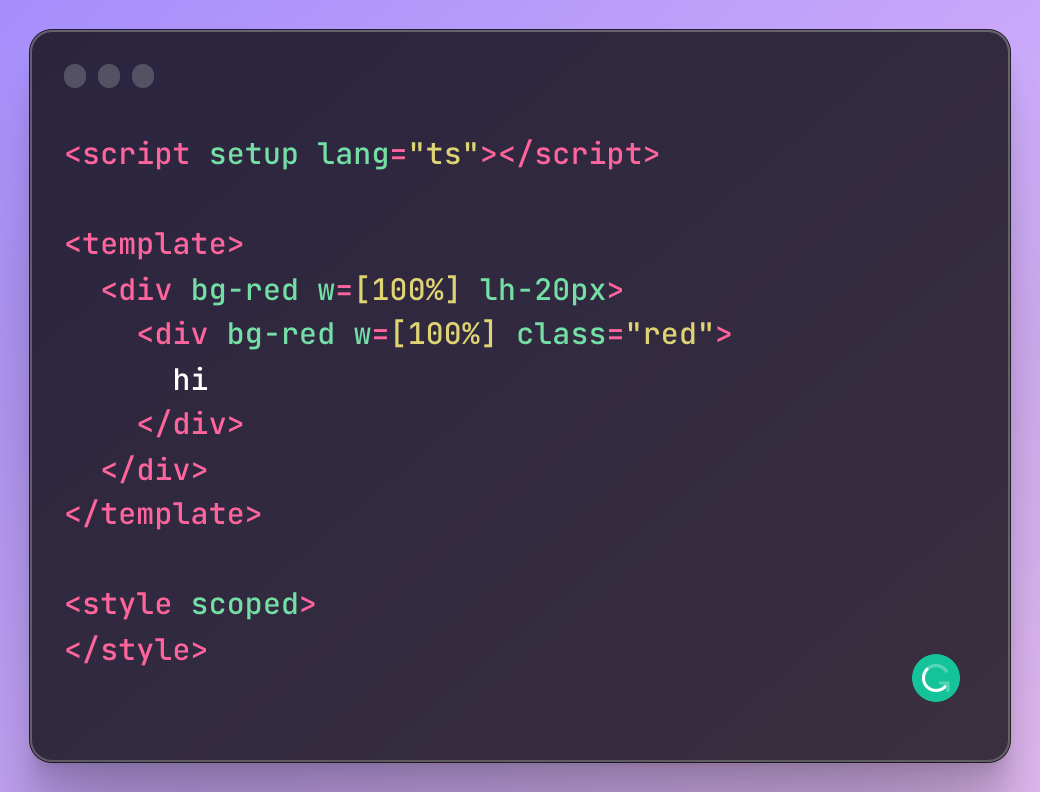 <script setup lang="ts"></script>
<template>
<div bg-red w=[100%] lh-20px>
<div bg-red w=[100%] class="red">
hi
</div>
</div>
</template>
<style scoped>
</style>